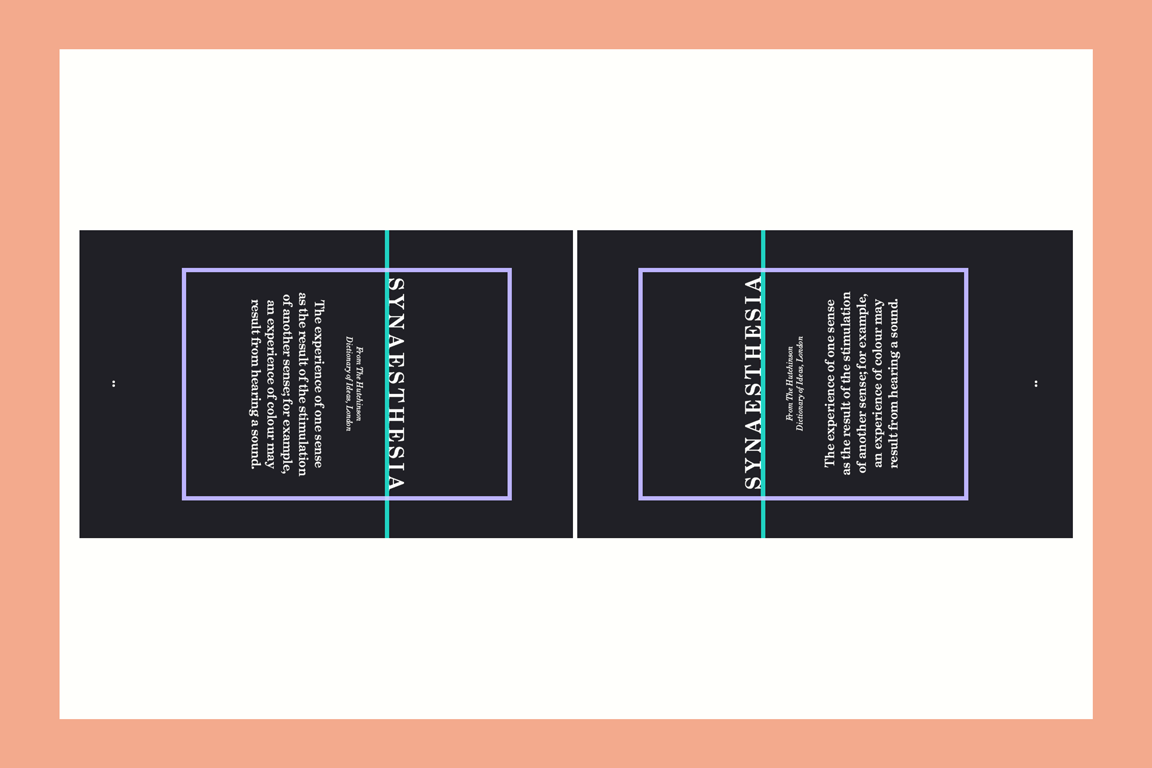 SYNAESTHESIA
From The Hutchinson
Dictionary of Ideas, London
The experience of one sense
as the result of the stimulation
of another sense; for example,
an experience of colour may
result from hearing a sound.
SYNAESTHESIA
From The Hutchinson
Dictionary of Ideas, London
The experience of one sense
as the result of the stimulation
of another sense; for example,
an experience of colour may
result from hearing a sound.